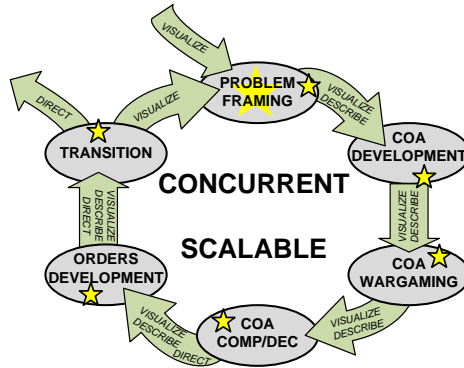 VISUALIZE
PROBLEM
FRAMING
VISUALIZE
DESCRIBE
COA
DEVELOPMENT
VISUALIZE
DESCRIBE
COA
WARGAMING
VISUALIZE
DESCRIBE
COA
COMP/DEC
VISUALIZE
DESCRIBE
DIRECT
ORDERS
DEVELOPMENT
VISUALIZE
DESCRIBE
DIRECT
TRANSITION
DIRECT
VISUALIZE
CONCURRENT
SCALABLE